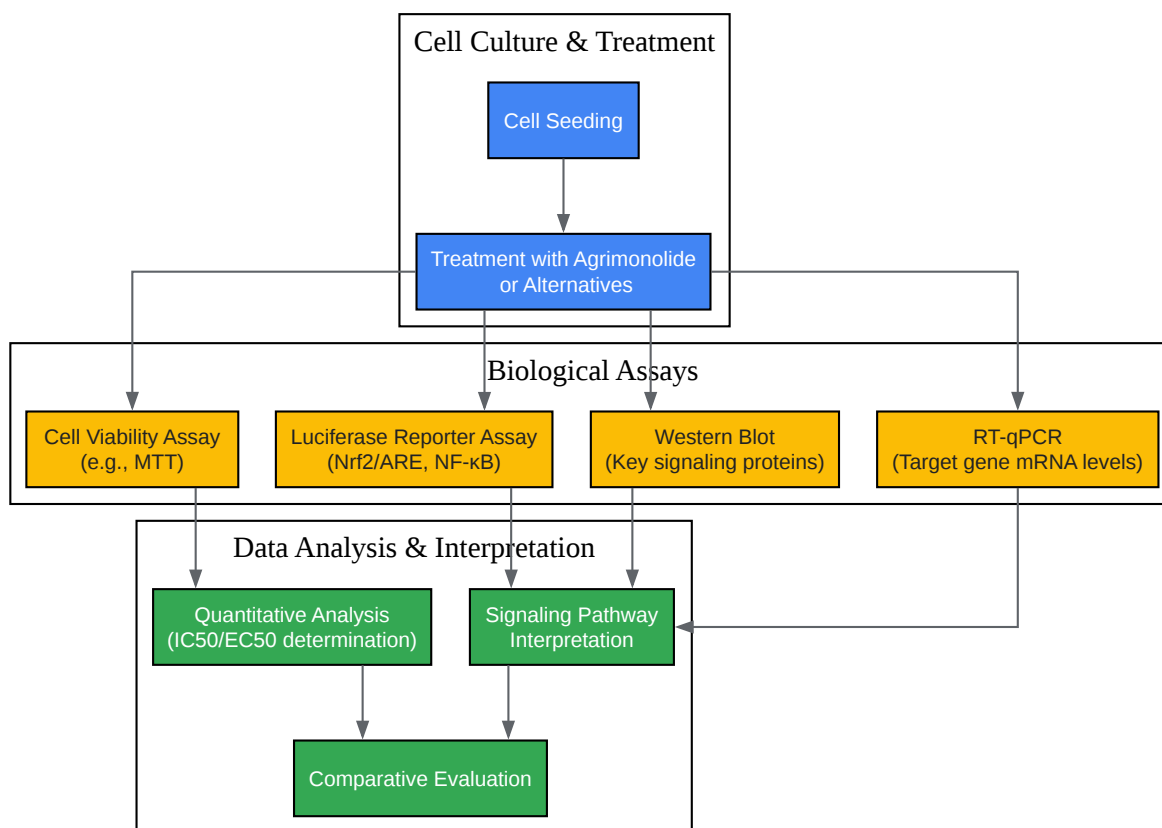 Cell Culture & Treatment
Cell Seeding
Treatment with Agrimonolide
or Alternatives
Biological Assays
Cell Viability Assay
(e.g., MTT)
Luciferase Reporter Assay
(Nrf2/ARE, NF-κB)
Western Blot
(Key signaling proteins)
RT-qPCR
(Target gene mRNA levels)
Data Analysis & Interpretation
Quantitative Analysis
(IC50/EC50 determination)
Signaling Pathway
Interpretation
Comparative Evaluation